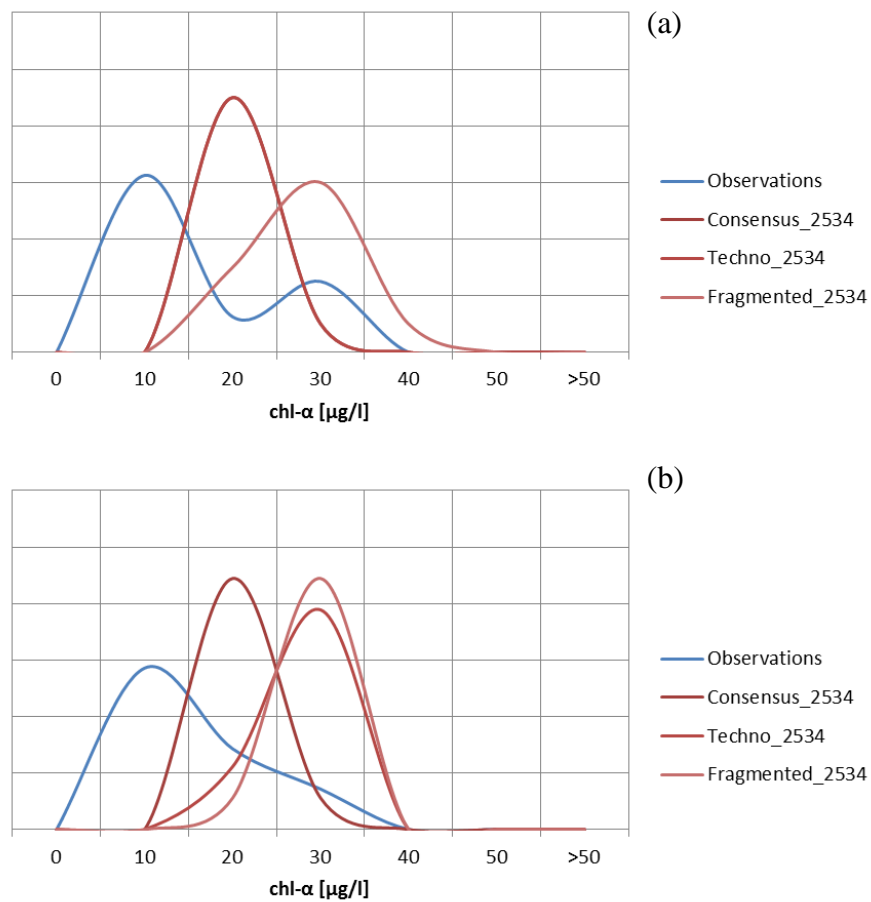 (a)
Observations
Consensus_2534
Techno_2534
Fragmented_2534
0 10 20 30 40 50 >50
chl-α [µg/l]
(b)
Observations
Consensus_2534
Techno_2534
Fragmented_2534
0 10 20 30 40 50 >50
chl-α [µg/l]